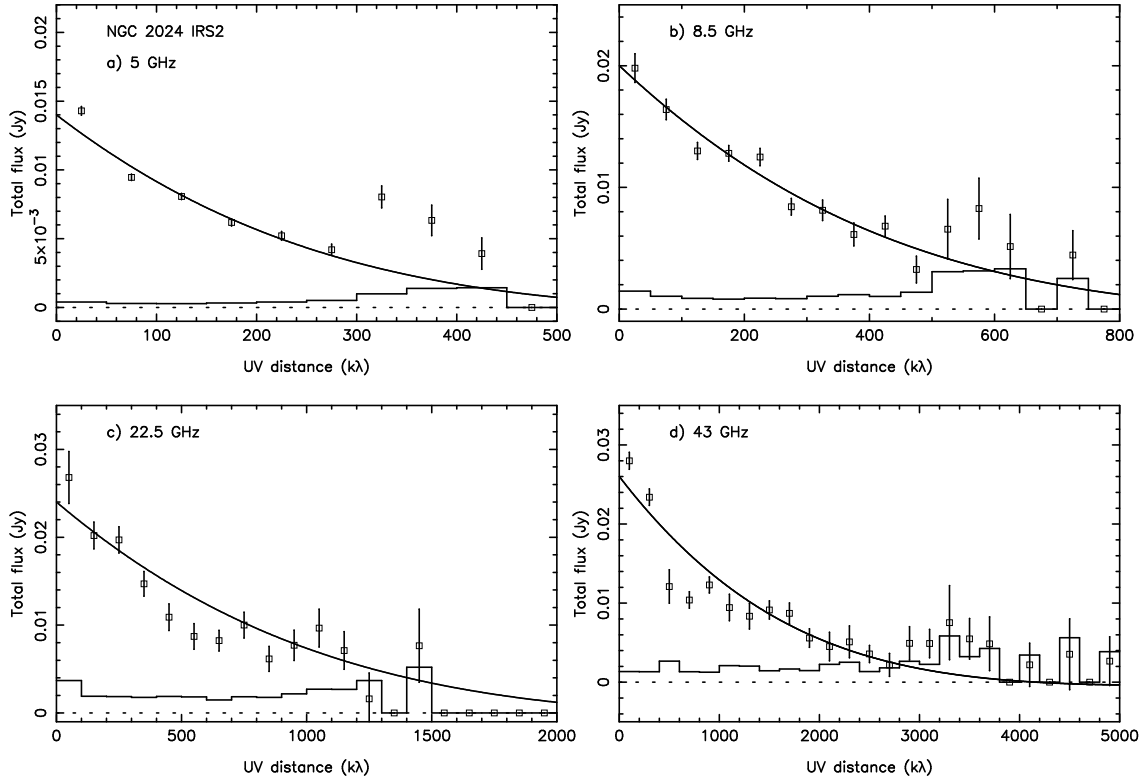 NGC 2024 IRS2
a) 5 GHz
Total flux (Jy)
0.02
0.015
0.01
5×10−3
0
0 100 200 300 400 500
UV distance (kλ)
b) 8.5 GHz
Total flux (Jy)
0.02
0.01
0
0 200 400 600 800
UV distance (kλ)
c) 22.5 GHz
Total flux (Jy)
0.03
0.02
0.01
0
0 500 1000 1500 2000
UV distance (kλ)
d) 43 GHz
Total flux (Jy)
0.03
0.02
0.01
0
0 1000 2000 3000 4000 5000
UV distance (kλ)